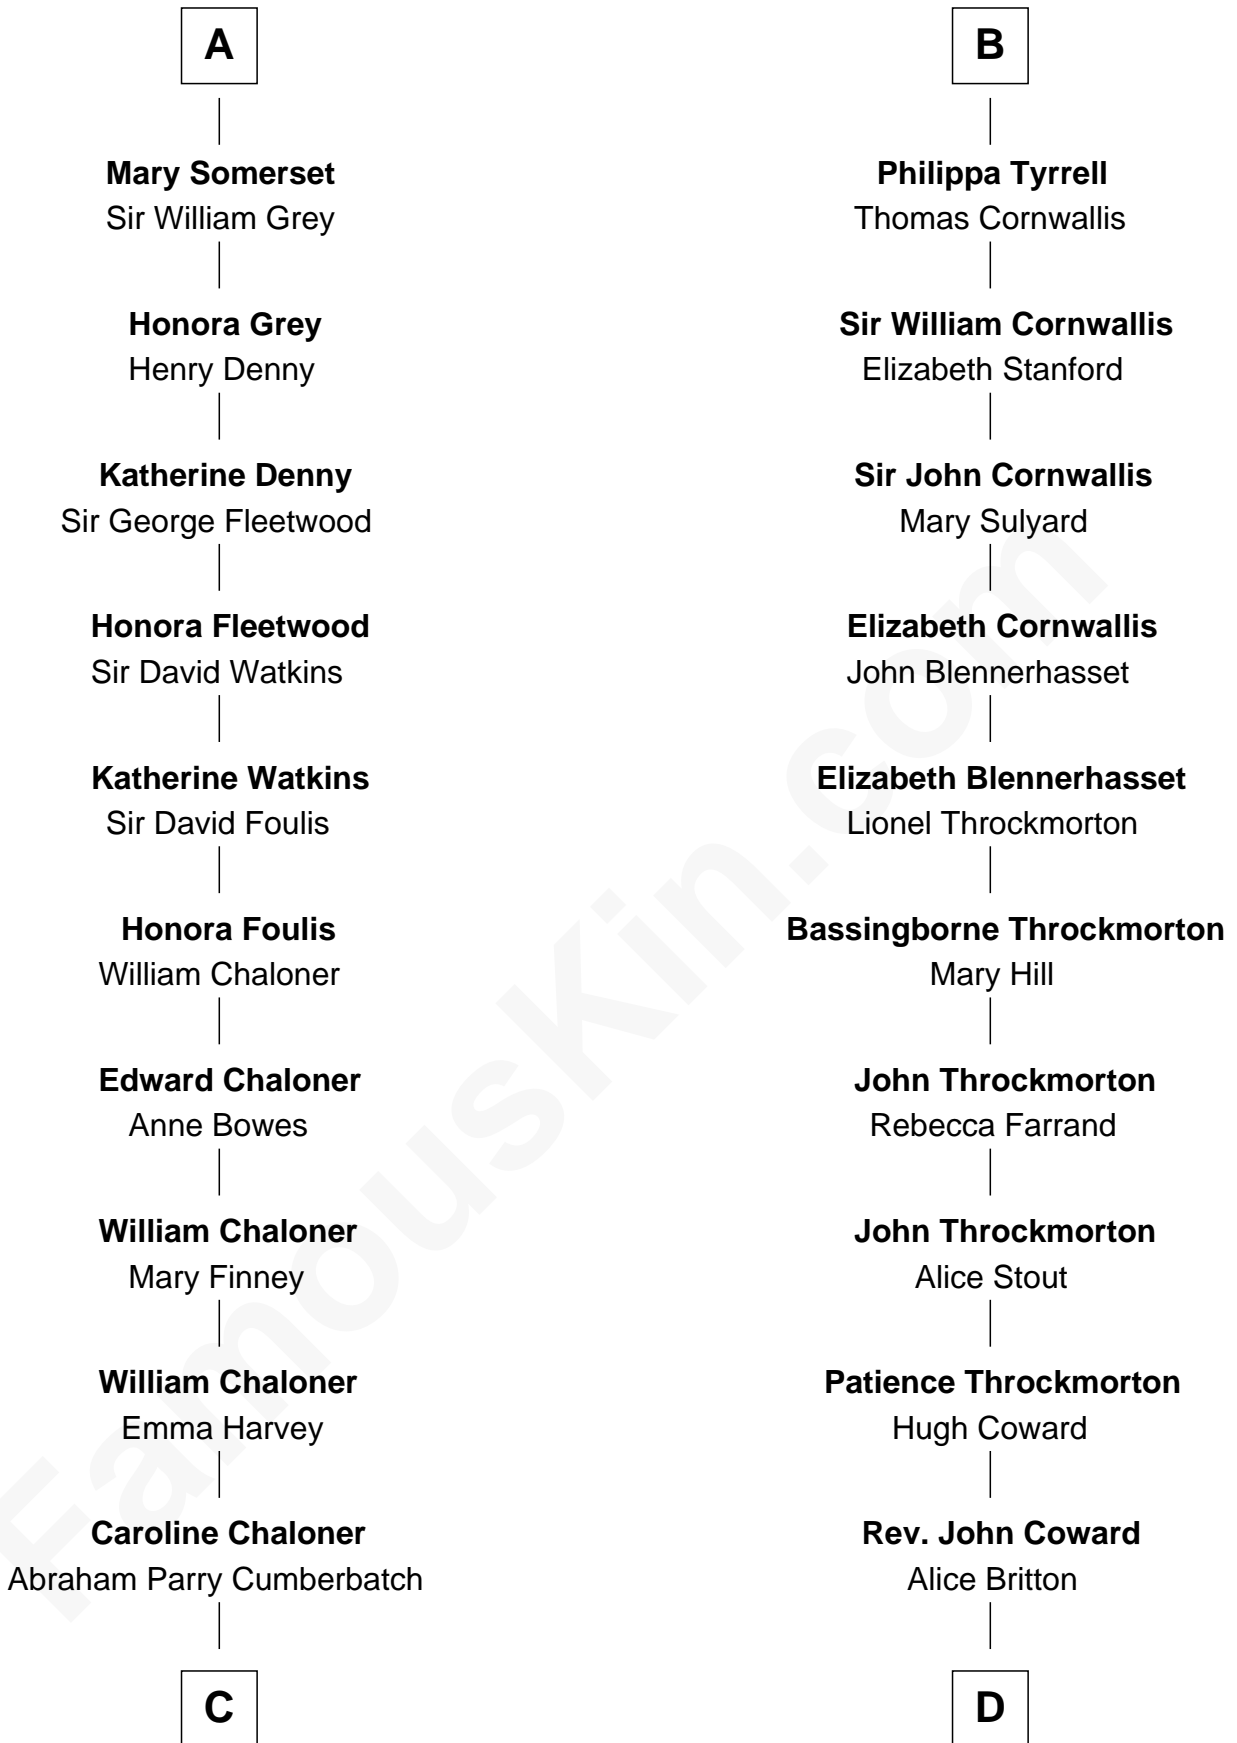 A
Mary Somerset
Sir William Grey
Honora Grey
Henry Denny
Katherine Denny
Sir George Fleetwood
Honora Fleetwood
Sir David Watkins
Katherine Watkins
Sir David Foulis
Honora Foulis
William Chaloner
Edward Chaloner
Anne Bowes
William Chaloner
Mary Finney
William Chaloner
Emma Harvey
Caroline Chaloner
Abraham Parry Cumberbatch
C
B
Philippa Tyrrell
Thomas Cornwallis
Sir William Cornwallis
Elizabeth Stanford
Sir John Cornwallis
Mary Sulyard
Elizabeth Cornwallis
John Blennerhasset
Elizabeth Blennerhasset
Lionel Throckmorton
Bassingborne Throckmorton
Mary Hill
John Throckmorton
Rebecca Farrand
John Throckmorton
Alice Stout
Patience Throckmorton
Hugh Coward
Rev. John Coward
Alice Britton
D
FamousKin.com